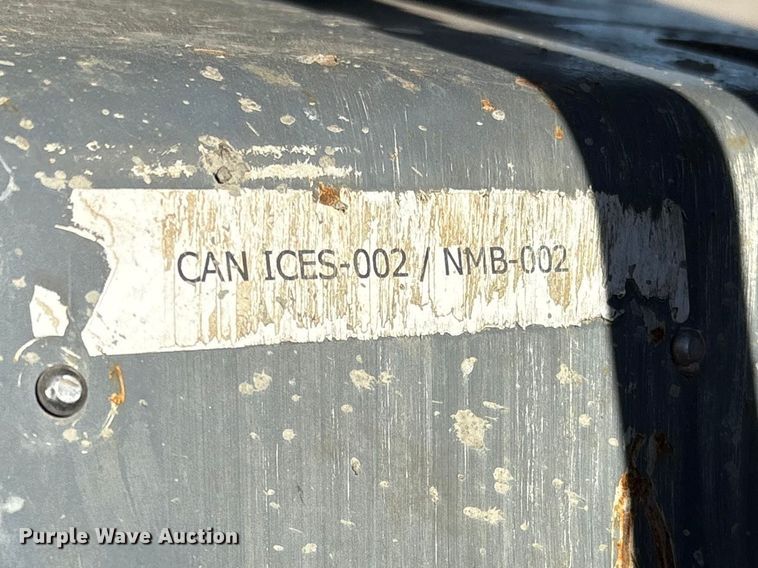 CAN ICES-002 / NMB-002
Purple Wave Auction